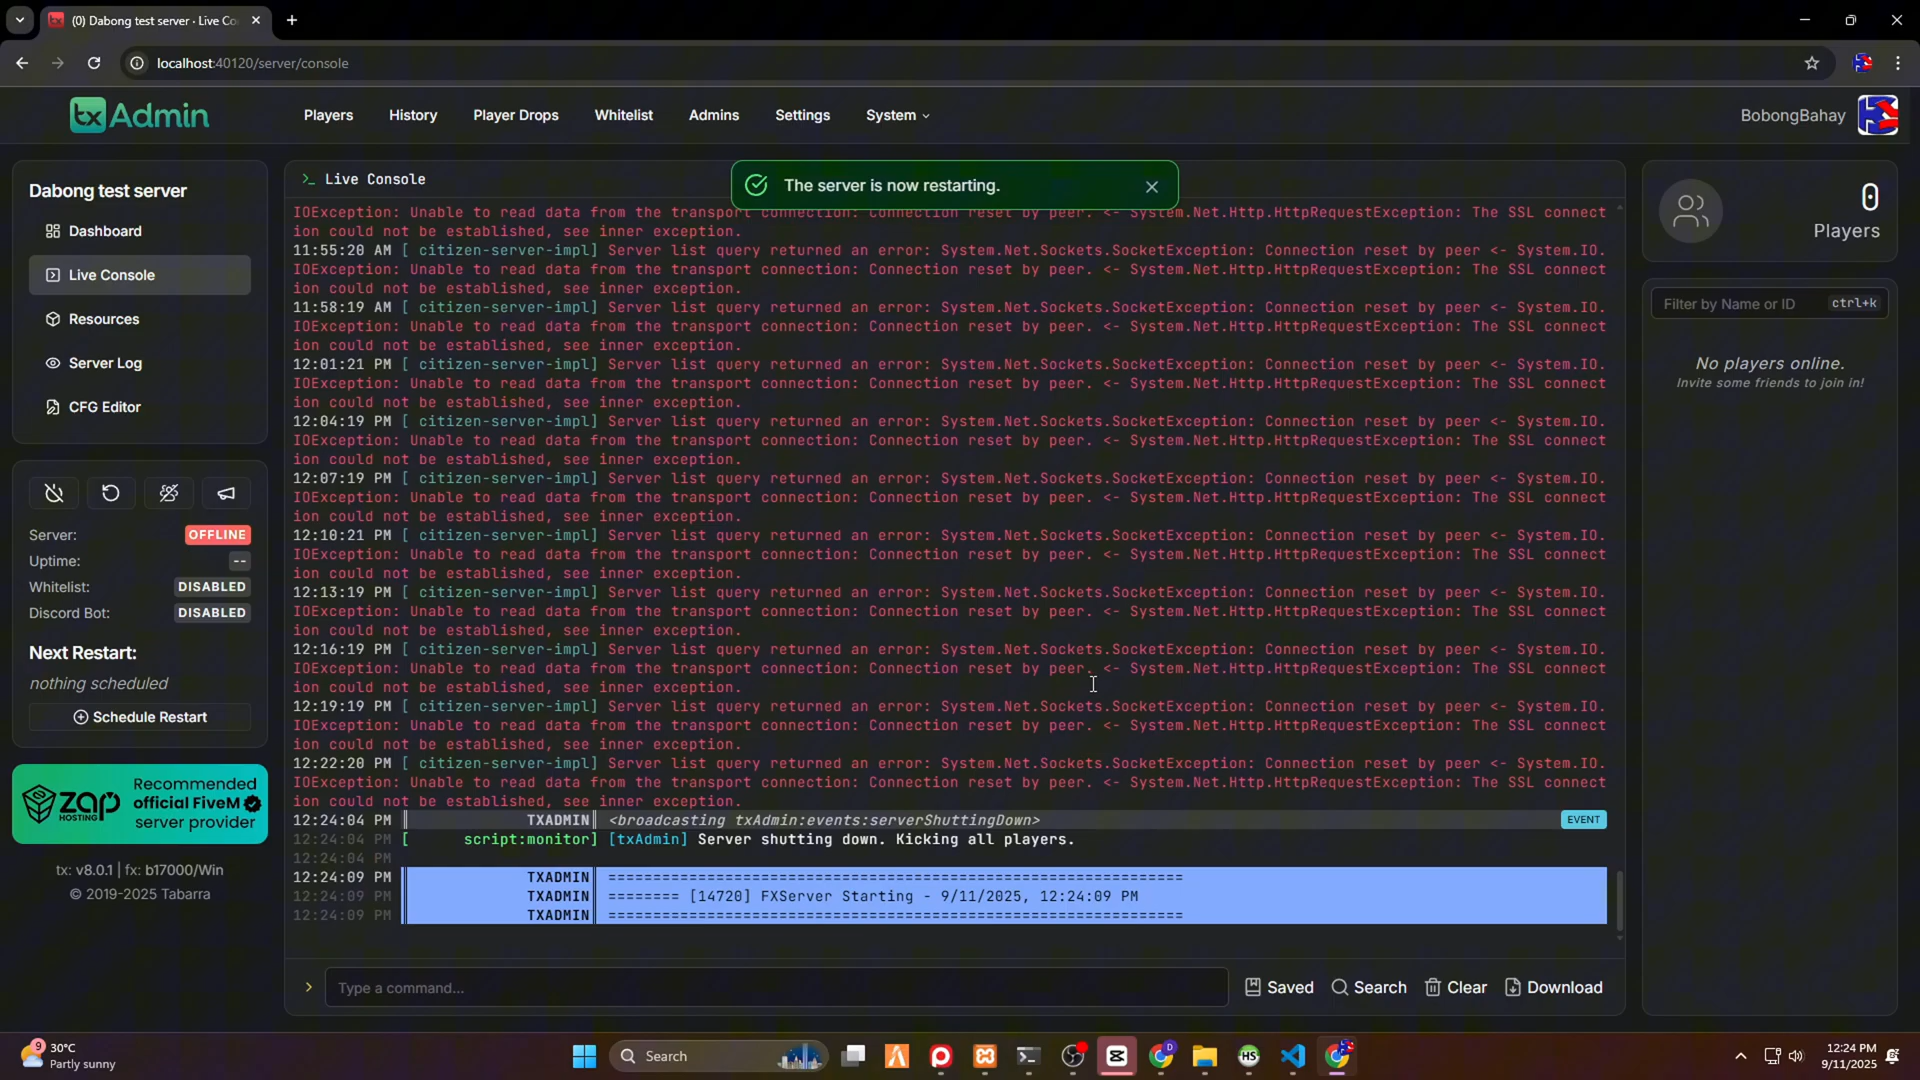 (0) Dabong test server · Live Co
localhost:40120/server/console
tx Admin
Players
History
Player Drops
Whitelist
Admins
Settings
System
BobongBahay
Dabong test server
Dashboard
Live Console
Resources
Server Log
CFG Editor
Server: OFFLINE
Uptime: --
Whitelist: DISABLED
Discord Bot: DISABLED
Next Restart:
nothing scheduled
Schedule Restart
ZAP HOSTING
Recommended
official FiveM
server provider
tx: v8.0.1 | fx: b17000/Win
© 2019-2025 Tabarra
>_ Live Console
The server is now restarting.
IOException: Unable to read data from the transport connection: Connection reset by peer. <- System.Net.Http.HttpRequestException: The SSL connect
ion could not be established, see inner exception.
11:55:20 AM [ citizen-server-impl] Server list query returned an error: System.Net.Sockets.SocketException: Connection reset by peer <- System.IO.
IOException: Unable to read data from the transport connection: Connection reset by peer. <- System.Net.Http.HttpRequestException: The SSL connect
ion could not be established, see inner exception.
11:58:19 AM [ citizen-server-impl] Server list query returned an error: System.Net.Sockets.SocketException: Connection reset by peer <- System.IO.
IOException: Unable to read data from the transport connection: Connection reset by peer. <- System.Net.Http.HttpRequestException: The SSL connect
ion could not be established, see inner exception.
12:01:21 PM [ citizen-server-impl] Server list query returned an error: System.Net.Sockets.SocketException: Connection reset by peer <- System.IO.
IOException: Unable to read data from the transport connection: Connection reset by peer. <- System.Net.Http.HttpRequestException: The SSL connect
ion could not be established, see inner exception.
12:04:19 PM [ citizen-server-impl] Server list query returned an error: System.Net.Sockets.SocketException: Connection reset by peer <- System.IO.
IOException: Unable to read data from the transport connection: Connection reset by peer. <- System.Net.Http.HttpRequestException: The SSL connect
ion could not be established, see inner exception.
12:07:19 PM [ citizen-server-impl] Server list query returned an error: System.Net.Sockets.SocketException: Connection reset by peer <- System.IO.
IOException: Unable to read data from the transport connection: Connection reset by peer. <- System.Net.Http.HttpRequestException: The SSL connect
ion could not be established, see inner exception.
12:10:21 PM [ citizen-server-impl] Server list query returned an error: System.Net.Sockets.SocketException: Connection reset by peer <- System.IO.
IOException: Unable to read data from the transport connection: Connection reset by peer. <- System.Net.Http.HttpRequestException: The SSL connect
ion could not be established, see inner exception.
12:13:19 PM [ citizen-server-impl] Server list query returned an error: System.Net.Sockets.SocketException: Connection reset by peer <- System.IO.
IOException: Unable to read data from the transport connection: Connection reset by peer. <- System.Net.Http.HttpRequestException: The SSL connect
ion could not be established, see inner exception.
12:16:19 PM [ citizen-server-impl] Server list query returned an error: System.Net.Sockets.SocketException: Connection reset by peer <- System.IO.
IOException: Unable to read data from the transport connection: Connection reset by peer. <- System.Net.Http.HttpRequestException: The SSL connect
ion could not be established, see inner exception.
12:19:19 PM [ citizen-server-impl] Server list query returned an error: System.Net.Sockets.SocketException: Connection reset by peer <- System.IO.
IOException: Unable to read data from the transport connection: Connection reset by peer. <- System.Net.Http.HttpRequestException: The SSL connect
ion could not be established, see inner exception.
12:22:20 PM [ citizen-server-impl] Server list query returned an error: System.Net.Sockets.SocketException: Connection reset by peer <- System.IO.
IOException: Unable to read data from the transport connection: Connection reset by peer. <- System.Net.Http.HttpRequestException: The SSL connect
ion could not be established, see inner exception.
12:24:04 PM TXADMIN <broadcasting txAdmin:events:serverShuttingDown> EVENT
12:24:04 PM [ script:monitor] [txAdmin] Server shutting down. Kicking all players.
12:24:04 PM
12:24:09 PM TXADMIN ================================================================
12:24:09 PM TXADMIN ======== [14720] FXServer Starting - 9/11/2025, 12:24:09 PM
12:24:09 PM TXADMIN ================================================================
Type a command...
Saved
Search
Clear
Download
0
Players
Filter by Name or ID ctrl+k
No players online.
Invite some friends to join in!
9
30°C
Partly sunny
Search
D
HS
12:24 PM
9/11/2025